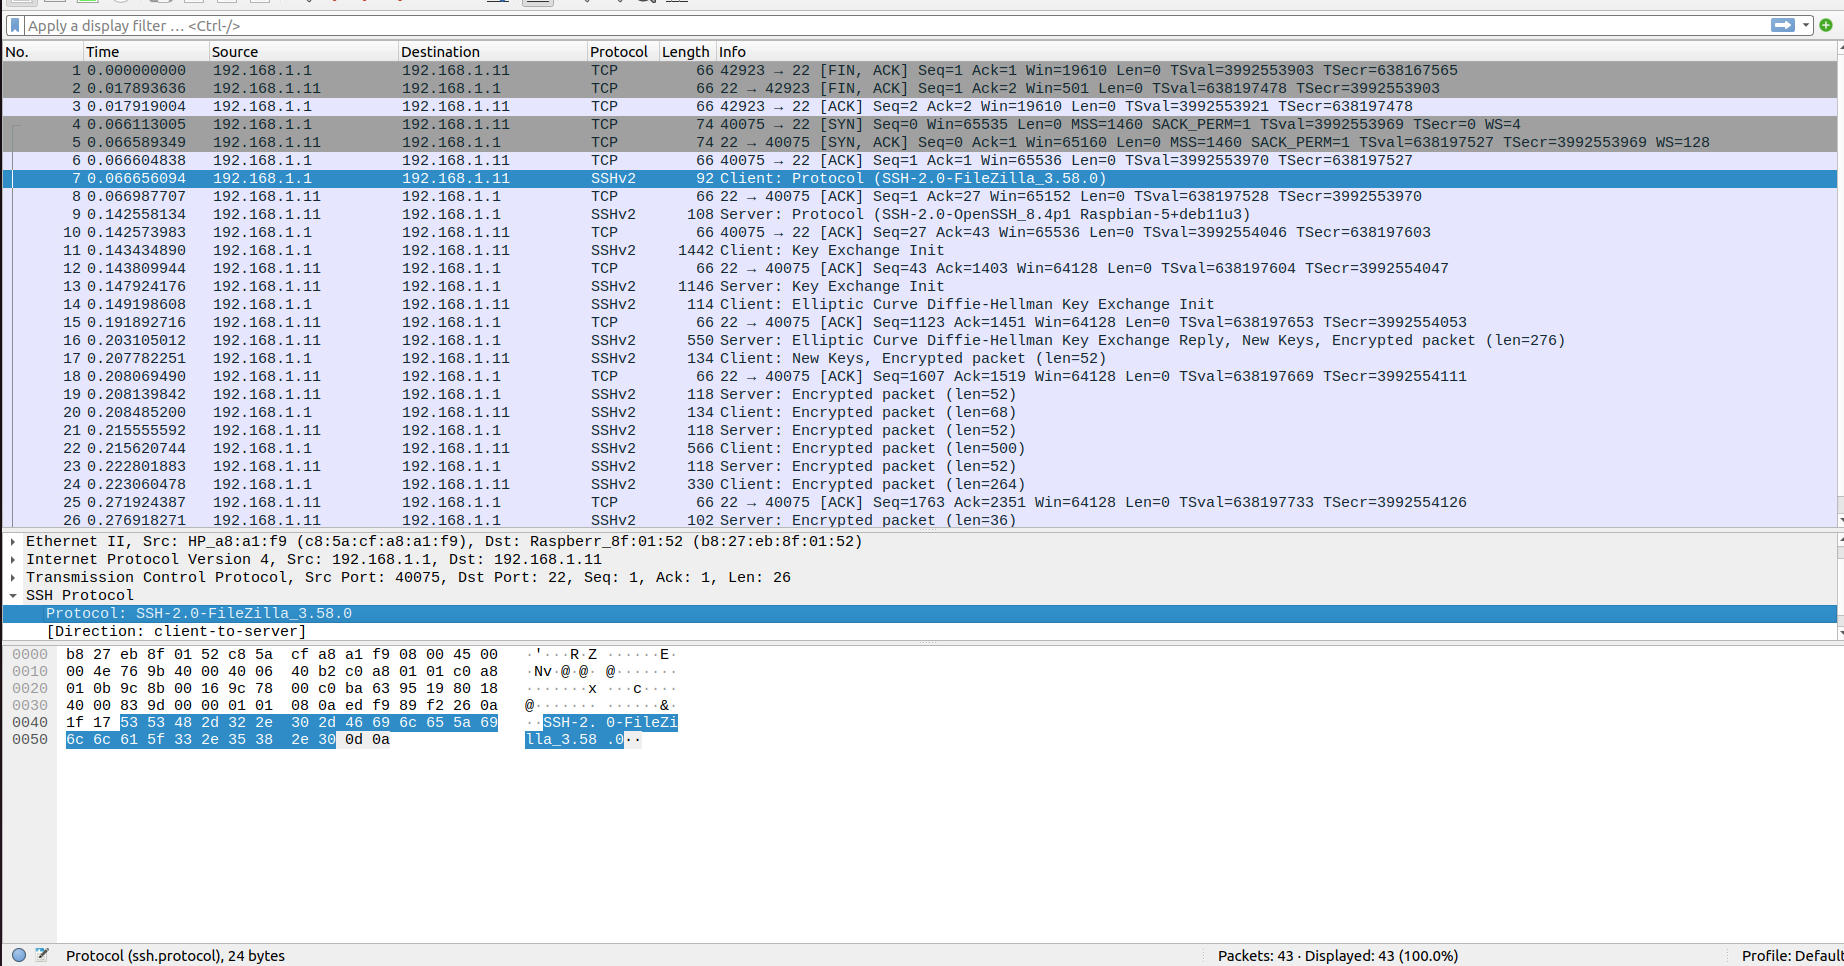 Apply a display filter … <Ctrl-/>
No. Time Source Destination Protocol Length Info
1 0.000000000 192.168.1.1 192.168.1.11 TCP 66 42923 → 22 [FIN, ACK] Seq=1 Ack=1 Win=19610 Len=0 TSval=3992553903 TSecr=638167565
2 0.017893636 192.168.1.11 192.168.1.1 TCP 66 22 → 42923 [FIN, ACK] Seq=1 Ack=2 Win=501 Len=0 TSval=638197478 TSecr=3992553903
3 0.017919004 192.168.1.1 192.168.1.11 TCP 66 42923 → 22 [ACK] Seq=2 Ack=2 Win=19610 Len=0 TSval=3992553921 TSecr=638197478
4 0.066113005 192.168.1.1 192.168.1.11 TCP 74 40075 → 22 [SYN] Seq=0 Win=65535 Len=0 MSS=1460 SACK_PERM=1 TSval=3992553969 TSecr=0 WS=4
5 0.066589349 192.168.1.11 192.168.1.1 TCP 74 22 → 40075 [SYN, ACK] Seq=0 Ack=1 Win=65160 Len=0 MSS=1460 SACK_PERM=1 TSval=638197527 TSecr=3992553969 WS=128
6 0.066604838 192.168.1.1 192.168.1.11 TCP 66 40075 → 22 [ACK] Seq=1 Ack=1 Win=65536 Len=0 TSval=3992553970 TSecr=638197527
7 0.066656094 192.168.1.1 192.168.1.11 SSHv2 92 Client: Protocol (SSH-2.0-FileZilla_3.58.0)
8 0.066987707 192.168.1.11 192.168.1.1 TCP 66 22 → 40075 [ACK] Seq=1 Ack=27 Win=65152 Len=0 TSval=638197528 TSecr=3992553970
9 0.142558134 192.168.1.11 192.168.1.1 SSHv2 108 Server: Protocol (SSH-2.0-OpenSSH_8.4p1 Raspbian-5+deb11u3)
10 0.142573983 192.168.1.1 192.168.1.11 TCP 66 40075 → 22 [ACK] Seq=27 Ack=43 Win=65536 Len=0 TSval=3992554046 TSecr=638197603
11 0.143434890 192.168.1.1 192.168.1.11 SSHv2 1442 Client: Key Exchange Init
12 0.143809944 192.168.1.11 192.168.1.1 TCP 66 22 → 40075 [ACK] Seq=43 Ack=1403 Win=64128 Len=0 TSval=638197604 TSecr=3992554047
13 0.147924176 192.168.1.11 192.168.1.1 SSHv2 1146 Server: Key Exchange Init
14 0.149198608 192.168.1.1 192.168.1.11 SSHv2 114 Client: Elliptic Curve Diffie-Hellman Key Exchange Init
15 0.191892716 192.168.1.11 192.168.1.1 TCP 66 22 → 40075 [ACK] Seq=1123 Ack=1451 Win=64128 Len=0 TSval=638197653 TSecr=3992554053
16 0.203105012 192.168.1.11 192.168.1.1 SSHv2 550 Server: Elliptic Curve Diffie-Hellman Key Exchange Reply, New Keys, Encrypted packet (len=276)
17 0.207782251 192.168.1.1 192.168.1.11 SSHv2 134 Client: New Keys, Encrypted packet (len=52)
18 0.208069490 192.168.1.11 192.168.1.1 TCP 66 22 → 40075 [ACK] Seq=1607 Ack=1519 Win=64128 Len=0 TSval=638197669 TSecr=3992554111
19 0.208139842 192.168.1.11 192.168.1.1 SSHv2 118 Server: Encrypted packet (len=52)
20 0.208485200 192.168.1.1 192.168.1.11 SSHv2 134 Client: Encrypted packet (len=68)
21 0.215555592 192.168.1.11 192.168.1.1 SSHv2 118 Server: Encrypted packet (len=52)
22 0.215620744 192.168.1.1 192.168.1.11 SSHv2 566 Client: Encrypted packet (len=500)
23 0.222801883 192.168.1.11 192.168.1.1 SSHv2 118 Server: Encrypted packet (len=52)
24 0.223060478 192.168.1.1 192.168.1.11 SSHv2 330 Client: Encrypted packet (len=264)
25 0.271924387 192.168.1.11 192.168.1.1 TCP 66 22 → 40075 [ACK] Seq=1763 Ack=2351 Win=64128 Len=0 TSval=638197733 TSecr=3992554126
26 0.276918271 192.168.1.11 192.168.1.1 SSHv2 102 Server: Encrypted packet (len=36)
Ethernet II, Src: HP_a8:a1:f9 (c8:5a:cf:a8:a1:f9), Dst: Raspberr_8f:01:52 (b8:27:eb:8f:01:52)
Internet Protocol Version 4, Src: 192.168.1.1, Dst: 192.168.1.11
Transmission Control Protocol, Src Port: 40075, Dst Port: 22, Seq: 1, Ack: 1, Len: 26
SSH Protocol
Protocol: SSH-2.0-FileZilla_3.58.0
[Direction: client-to-server]
0000 b8 27 eb 8f 01 52 c8 5a cf a8 a1 f9 08 00 45 00 ·'···R·Z ······E·
0010 00 4e 76 9b 40 00 40 06 40 b2 c0 a8 01 01 c0 a8 ·Nv·@·@· @·······
0020 01 0b 9c 8b 00 16 9c 78 00 c0 ba 63 95 19 80 18 ·······x ···c····
0030 40 00 83 9d 00 00 01 01 08 0a ed f9 89 f2 26 0a @······· ······&·
0040 1f 17 53 53 48 2d 32 2e 30 2d 46 69 6c 65 5a 69 ··SSH-2. 0-FileZi
0050 6c 6c 61 5f 33 2e 35 38 2e 30 0d 0a lla_3.58 .0··
Protocol (ssh.protocol), 24 bytes Packets: 43 · Displayed: 43 (100.0%) Profile: Default